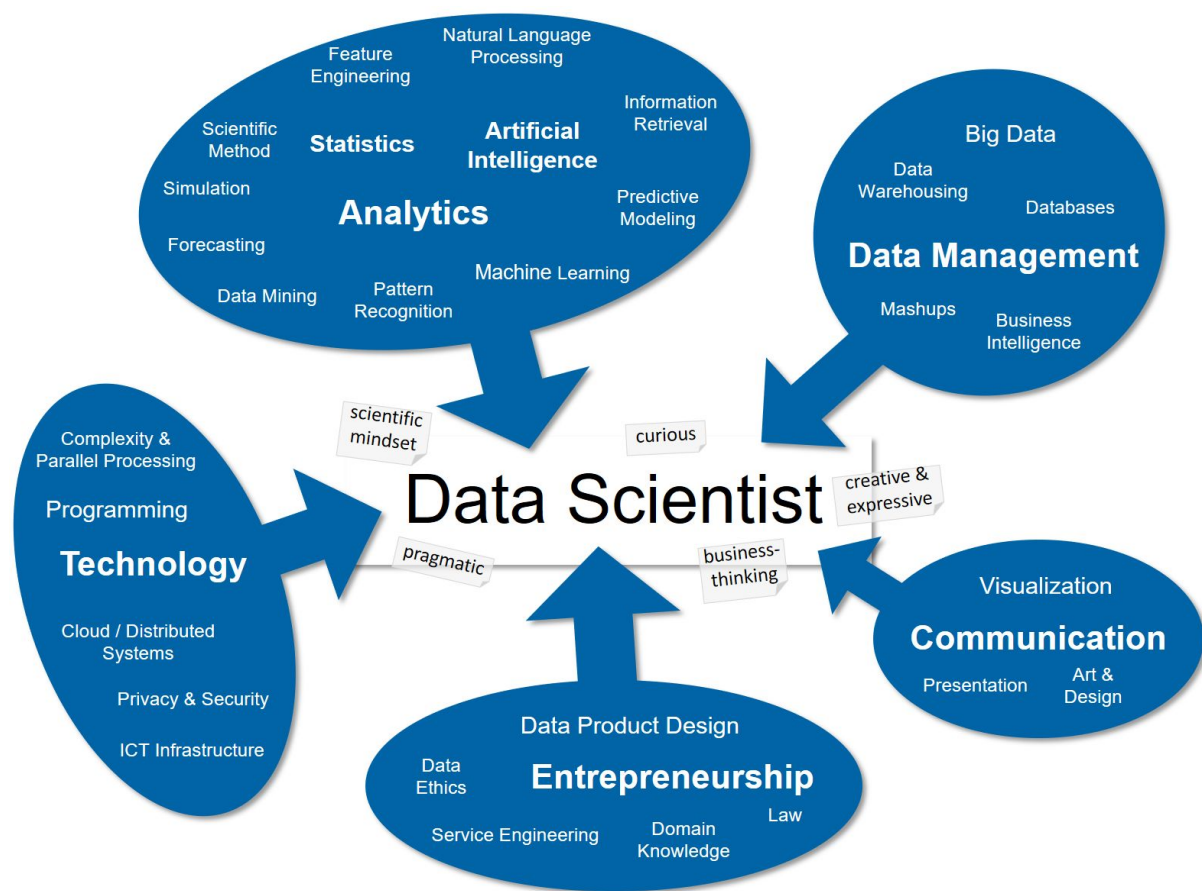 Natural Language
Processing
Feature
Engineering
Information
Retrieval
Scientific
Method
Statistics
Artificial
Intelligence
Simulation
Analytics
Predictive
Modeling
Forecasting
Machine Learning
Data Mining
Pattern
Recognition
Big Data
Data
Warehousing
Databases
Data Management
Mashups
Business
Intelligence
scientific
mindset
curious
Data Scientist
creative &
expressive
pragmatic
business-
thinking
Complexity &
Parallel Processing
Programming
Technology
Cloud / Distributed
Systems
Privacy & Security
ICT Infrastructure
Visualization
Communication
Presentation
Art &
Design
Data Product Design
Data
Ethics
Entrepreneurship
Law
Service Engineering
Domain
Knowledge